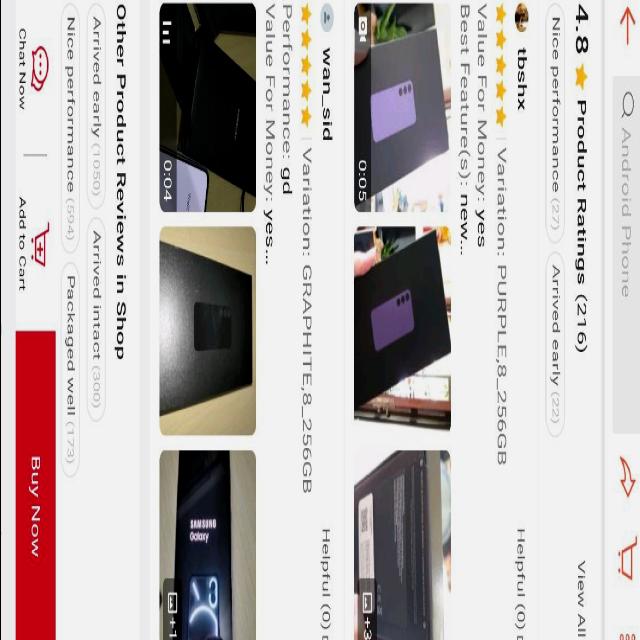 Android Phone
4.8 Product Ratings (216)
View All
Nice performance (27)
Arrived early (22)
tbshx
Helpful (0)
Variation: PURPLE,8_256GB
Value For Money: yes
Best Feature(s): new..
0:05
+3
wan_sid
Helpful (0)
Variation: GRAPHITE,8_256GB
Performance: gd
Value For Money: yes...
0:04
SAMSUNG
Galaxy
+1
Other Product Reviews in Shop
Arrived early (1050)
Arrived intact (300)
Nice performance (594)
Packaged well (173)
Chat Now
Add to Cart
Buy Now